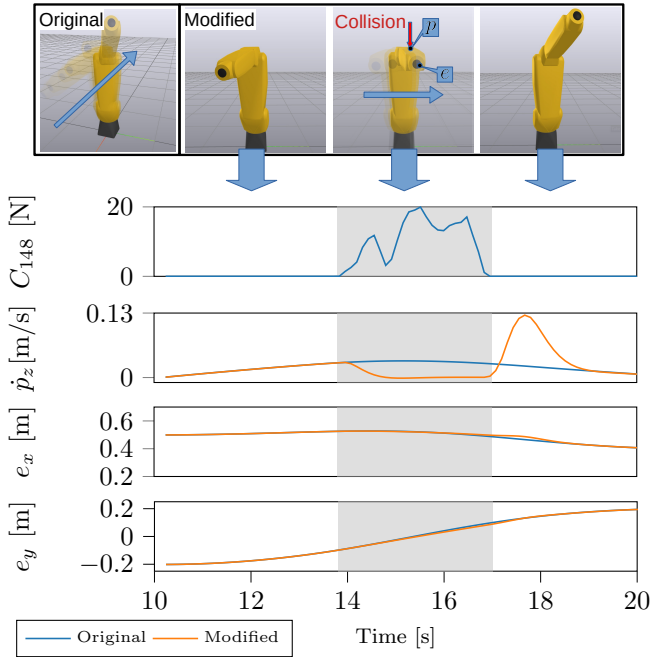 Original
Modified
Collision
p
e
C₁₄₈ [N]
20
0
ṗz[m/s]
0.13
0
eₓ [m]
0.6
0.4
0.2
e_y [m]
0.2
0
−0.2
10 12 14 16 18 20
Time [s]
Original Modified